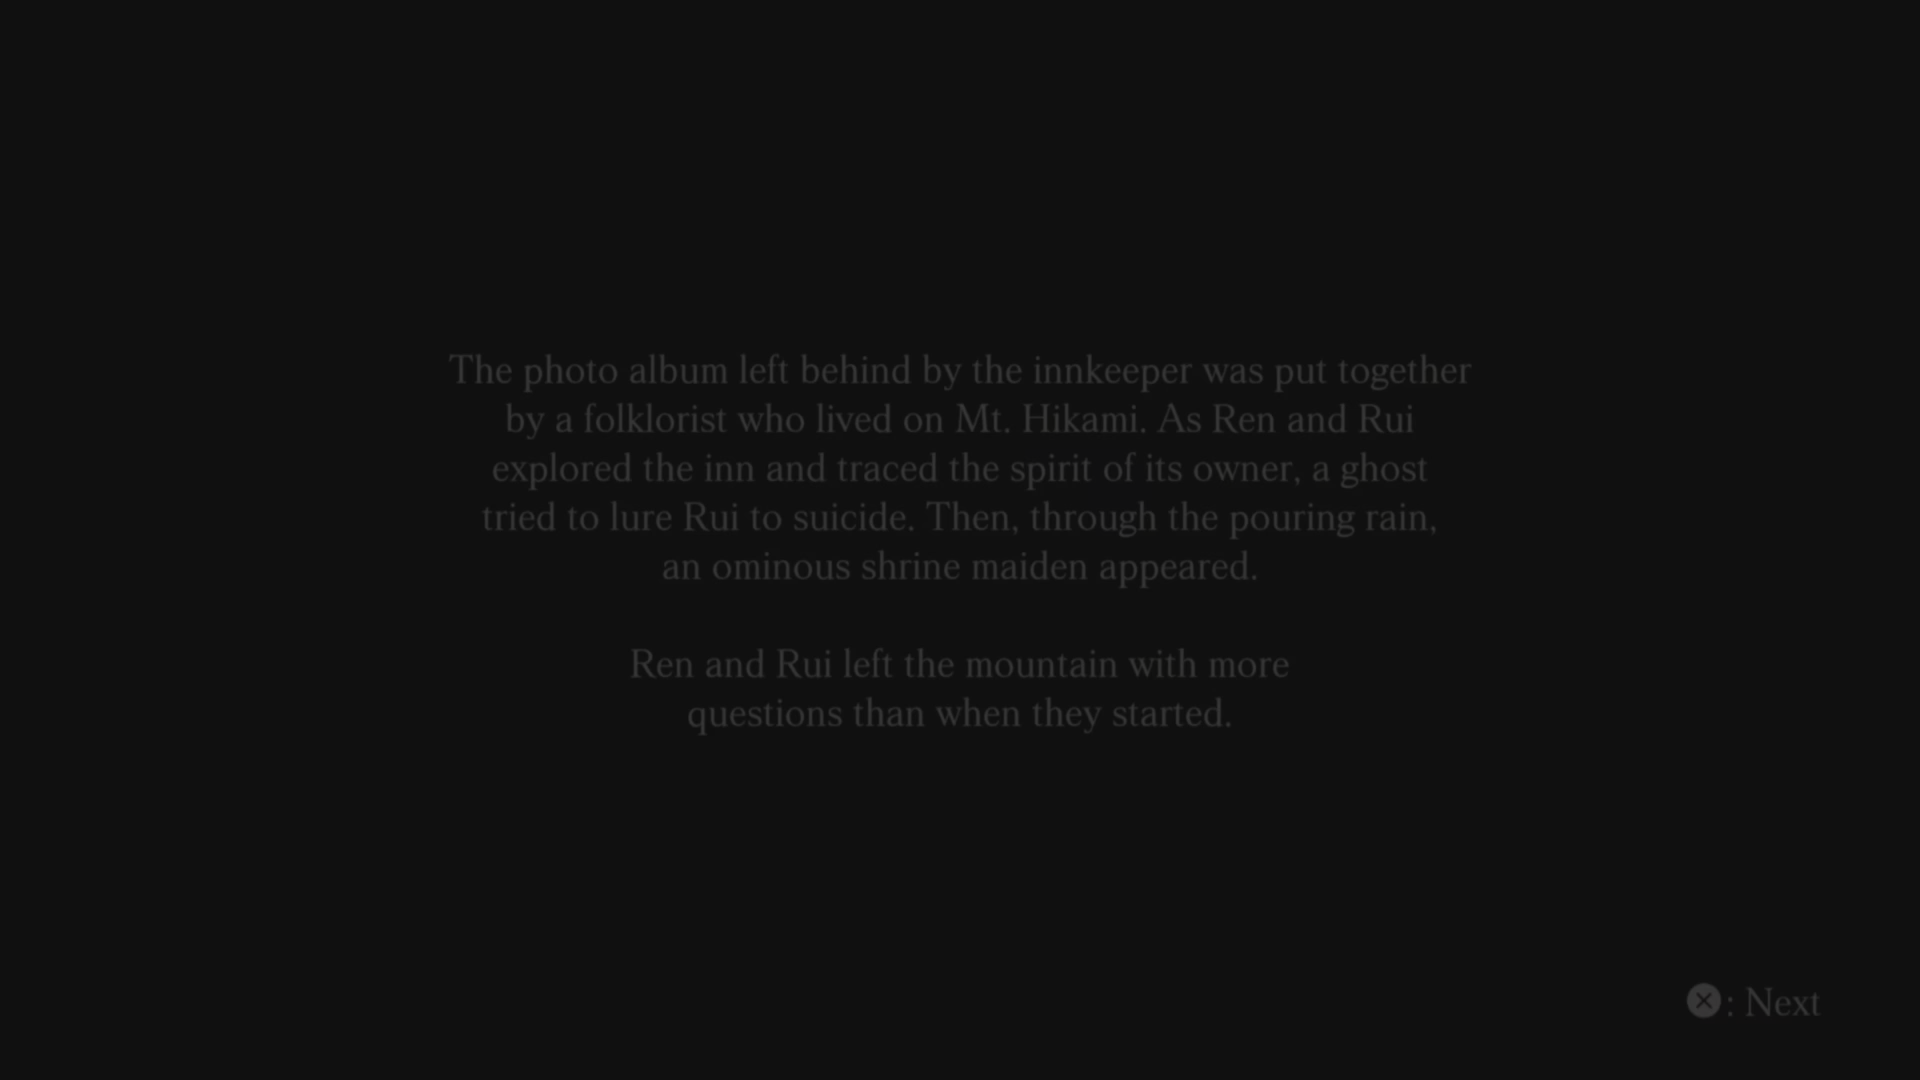 The photo album left behind by the innkeeper was put together
by a folklorist who lived on Mt. Hikami. As Ren and Rui
explored the inn and traced the spirit of its owner, a ghost
tried to lure Rui to suicide. Then, through the pouring rain,
an ominous shrine maiden appeared.
Ren and Rui left the mountain with more
questions than when they started.
: Next